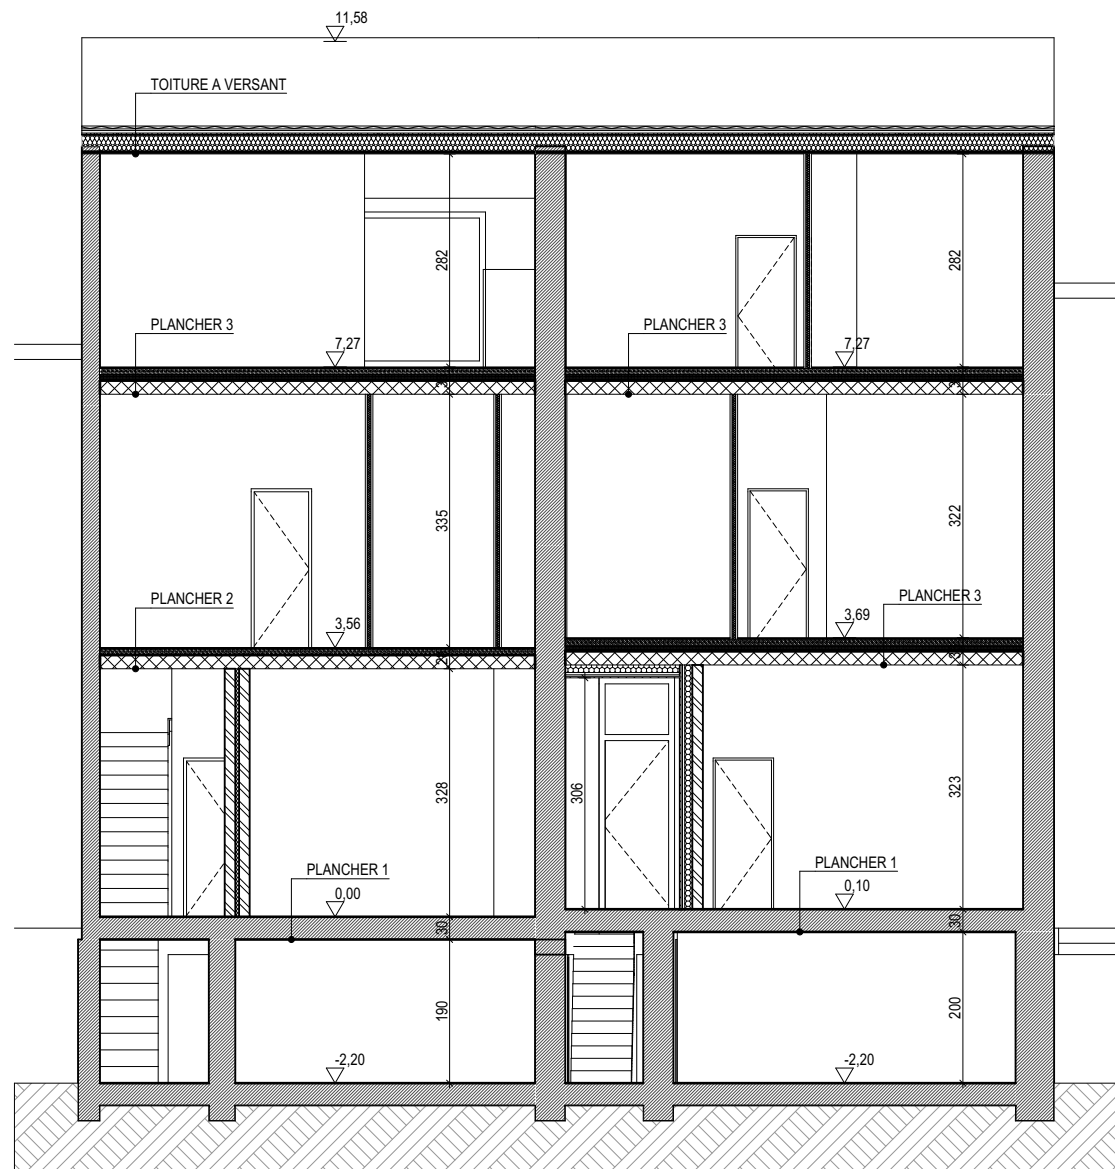 11,58
TOITURE A VERSANT
282
282
PLANCHER 3
PLANCHER 3
7,27
7,27
335
322
PLANCHER 2
PLANCHER 3
3,56
3,69
328
306
323
PLANCHER 1
PLANCHER 1
0,00
0,10
30
30
190
200
-2,20
-2,20